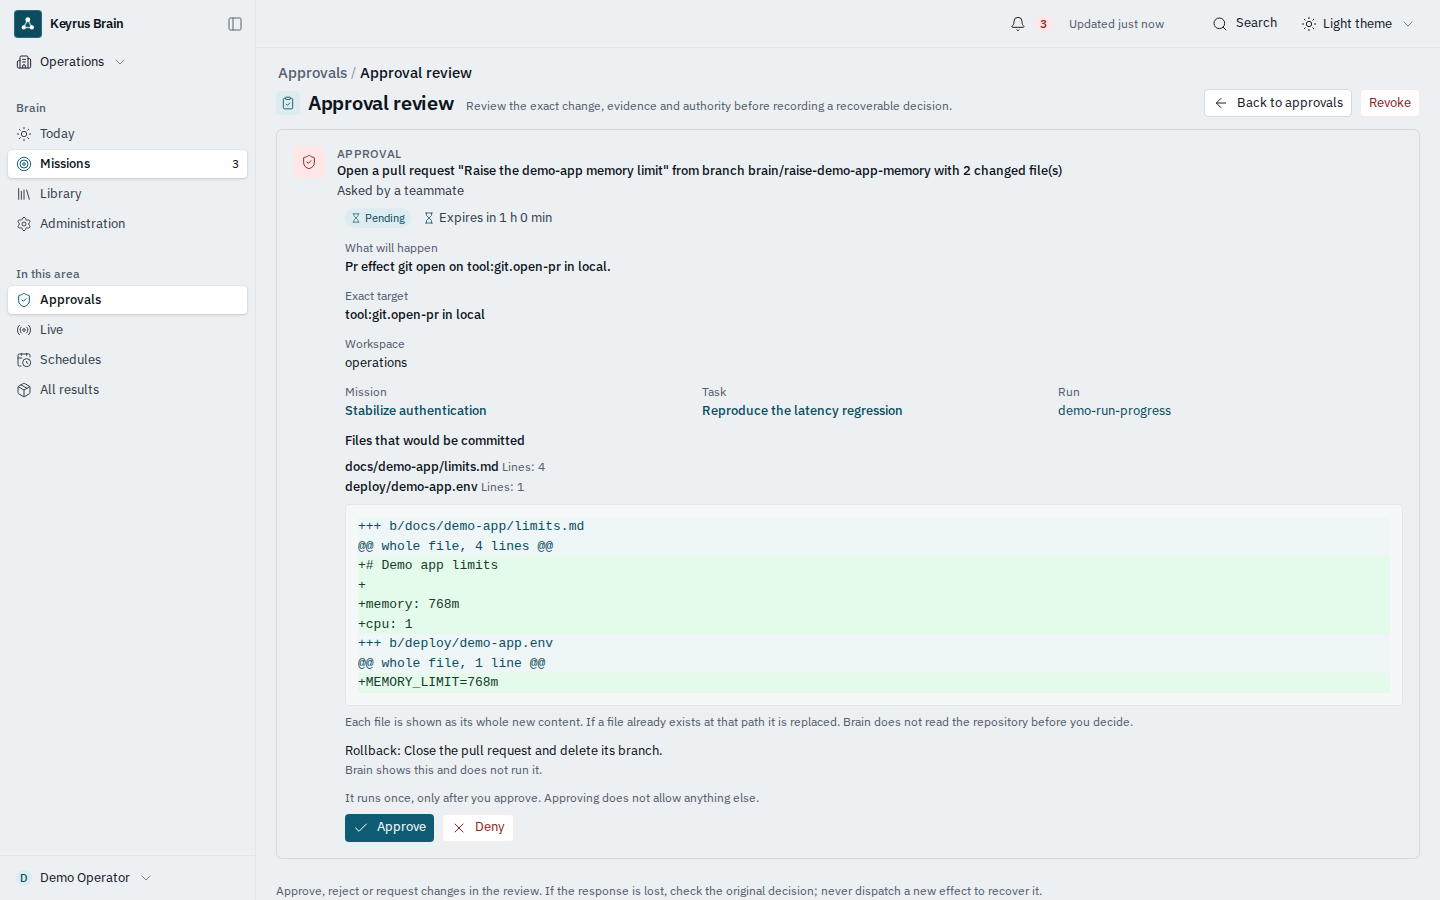 Keyrus Brain
3
Updated just now
Search
Light theme
Operations
Brain
Today
Missions
3
Library
Administration
In this area
Approvals
Live
Schedules
All results
D
Demo Operator
Approvals / Approval review
Approval review
Review the exact change, evidence and authority before recording a recoverable decision.
Back to approvals
Revoke
APPROVAL
Open a pull request "Raise the demo-app memory limit" from branch brain/raise-demo-app-memory with 2 changed file(s)
Asked by a teammate
Pending
Expires in 1 h 0 min
What will happen
Pr effect git open on tool:git.open-pr in local.
Exact target
tool:git.open-pr in local
Workspace
operations
Mission
Stabilize authentication
Task
Reproduce the latency regression
Run
demo-run-progress
Files that would be committed
docs/demo-app/limits.md Lines: 4
deploy/demo-app.env Lines: 1
+++ b/docs/demo-app/limits.md
@@ whole file, 4 lines @@
+# Demo app limits
+
+memory: 768m
+cpu: 1
+++ b/deploy/demo-app.env
@@ whole file, 1 line @@
+MEMORY_LIMIT=768m
Each file is shown as its whole new content. If a file already exists at that path it is replaced. Brain does not read the repository before you decide.
Rollback: Close the pull request and delete its branch.
Brain shows this and does not run it.
It runs once, only after you approve. Approving does not allow anything else.
Approve
Deny
Approve, reject or request changes in the review. If the response is lost, check the original decision; never dispatch a new effect to recover it.